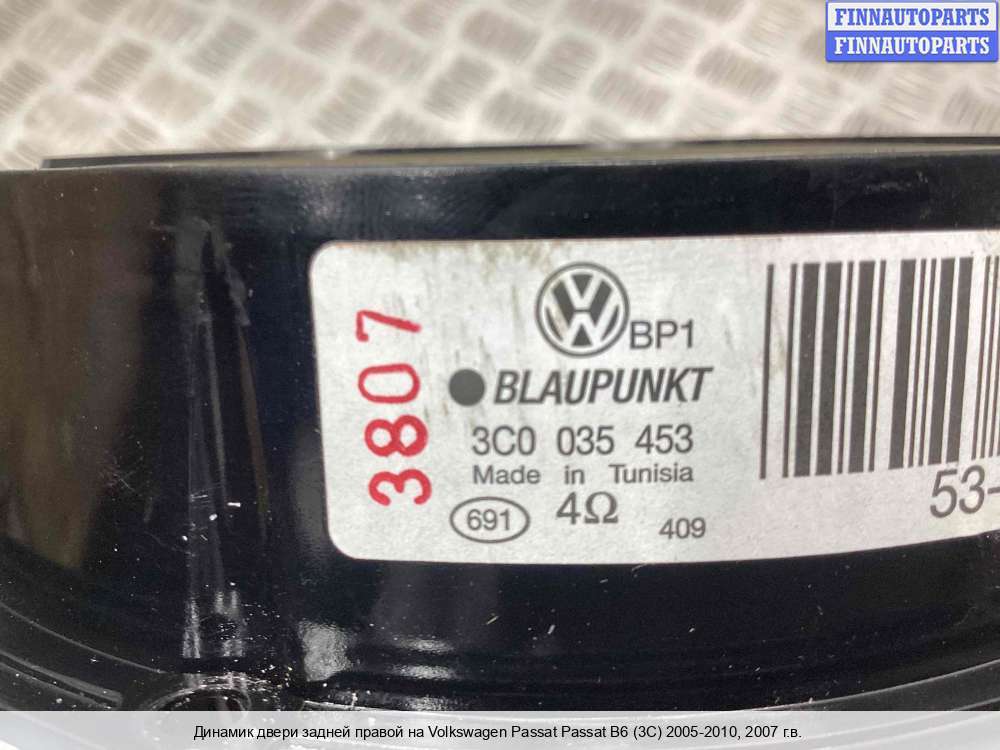 FINNAUTOPARTS
FINNAUTOPARTS
3807
VW BP1
BLAUPUNKT
3C0 035 453
Made in Tunisia
691 4Ω 409
53-
Динамик двери задней правой на Volkswagen Passat Passat B6 (3C) 2005-2010, 2007 г.в.